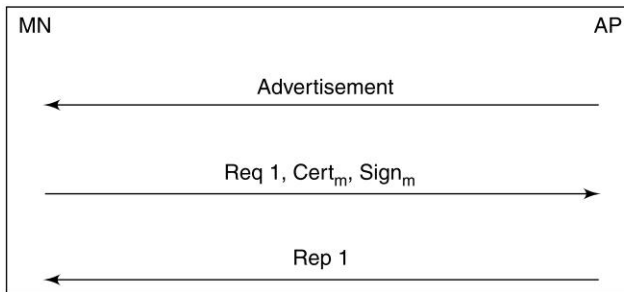 MN AP
Advertisement
Req 1, Certm, Signm
Rep 1